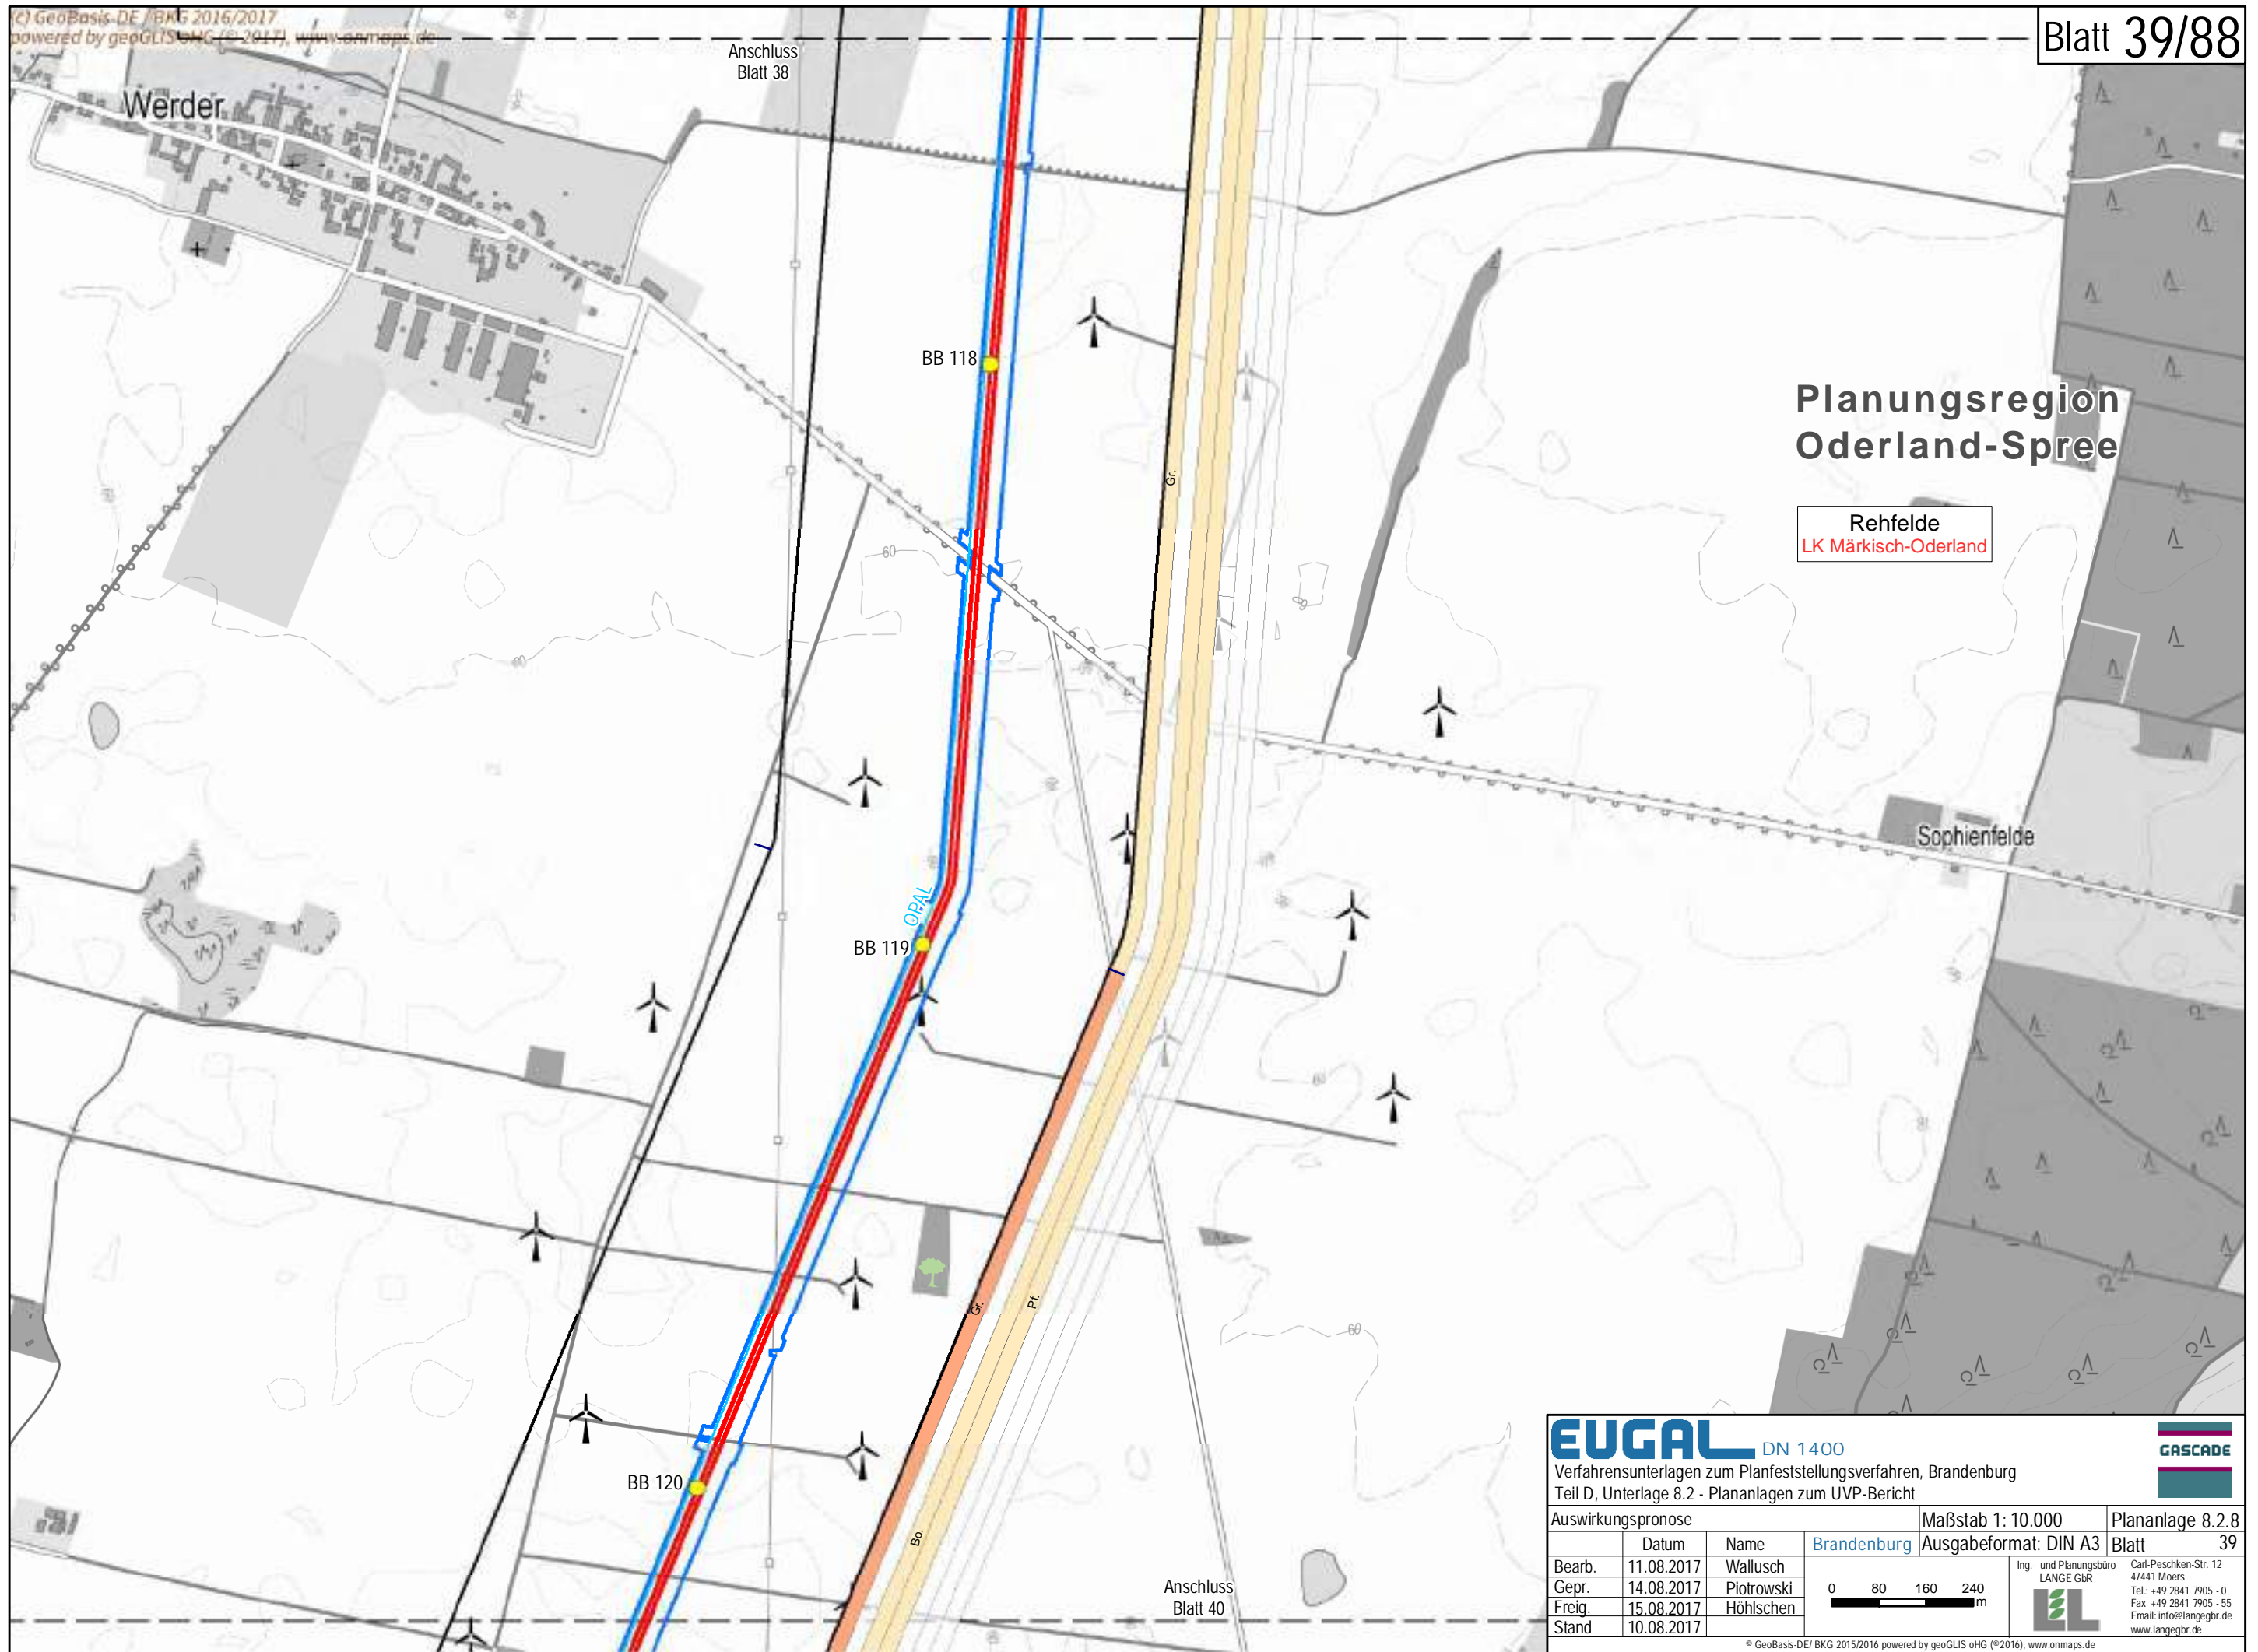 (c) GeoBasis-DE / BKG 2016/2017
powered by geoGLIS oHG (© 2017), www.onmaps.de
Blatt 39/88
Anschluss
Blatt 38
Werder
BB 118
Gr.
Planungsregion
Oderland-Spree
Rehfelde
LK Märkisch-Oderland
60
Sophienfelde
OPAL
BB 119
Gr.
Pf.
60
BB 120
Bo.
Anschluss
Blatt 40
EUGAL DN 1400
GASCADE
Verfahrensunterlagen zum Planfeststellungsverfahren, Brandenburg
Teil D, Unterlage 8.2 - Plananlagen zum UVP-Bericht
Auswirkungspronose Maßstab 1: 10.000 Plananlage 8.2.8
Datum Name Brandenburg Ausgabeformat: DIN A3 Blatt 39
Bearb. 11.08.2017 Wallusch
Gepr. 14.08.2017 Piotrowski
Freig. 15.08.2017 Höhlschen
Stand 10.08.2017
0 80 160 240
m
Ing.- und Planungsbüro
LANGE GbR
Carl-Peschken-Str. 12
47441 Moers
Tel.: +49 2841 7905 - 0
Fax +49 2841 7905 - 55
Email: info@langegbr.de
www.langegbr.de
© GeoBasis-DE/ BKG 2015/2016 powered by geoGLIS oHG (©2016), www.onmaps.de